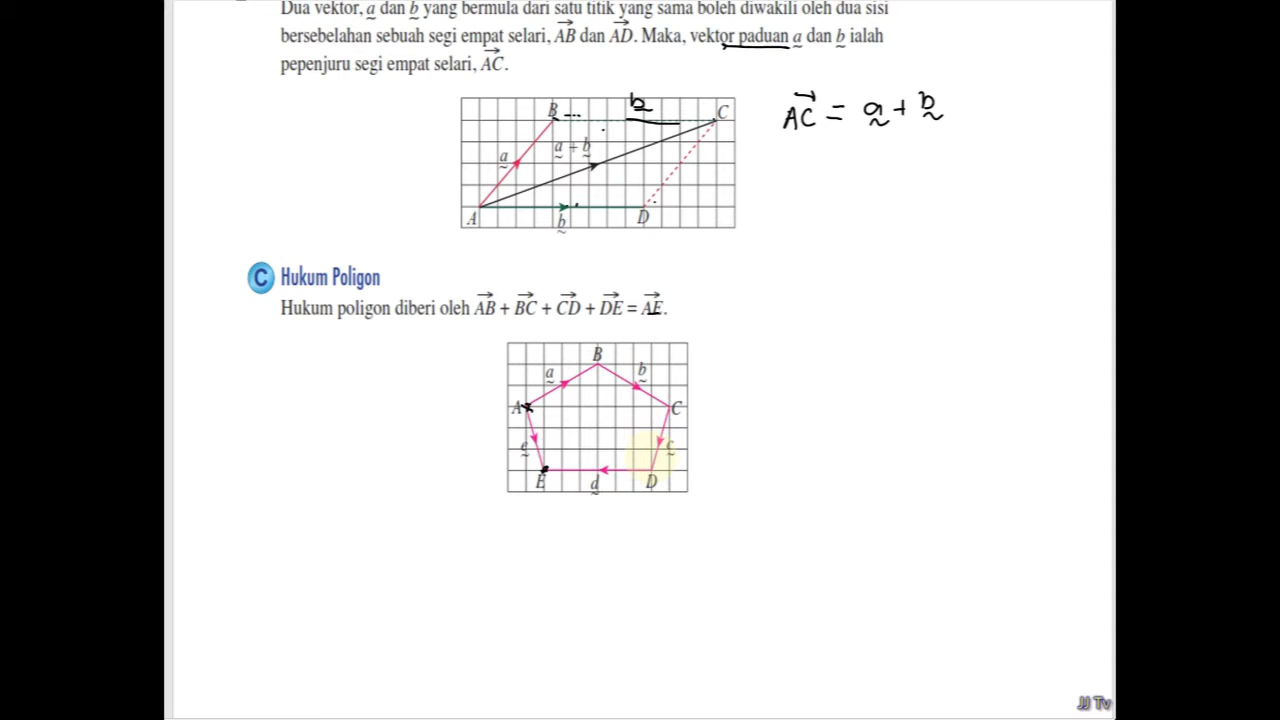 Dua vektor, a dan b yang bermula dari satu titik yang sama boleh diwakili oleh dua sisi
bersebelahan sebuah segi empat selari, AB dan AD. Maka, vektor paduan a dan b ialah
pepenjuru segi empat selari, AC.
B
b
C
AC = a + b
a
a + b
A
b
D
C Hukum Poligon
Hukum poligon diberi oleh AB + BC + CD + DE = AE.
B
a
b
A
C
e
c
E
d
D
JJ Tv